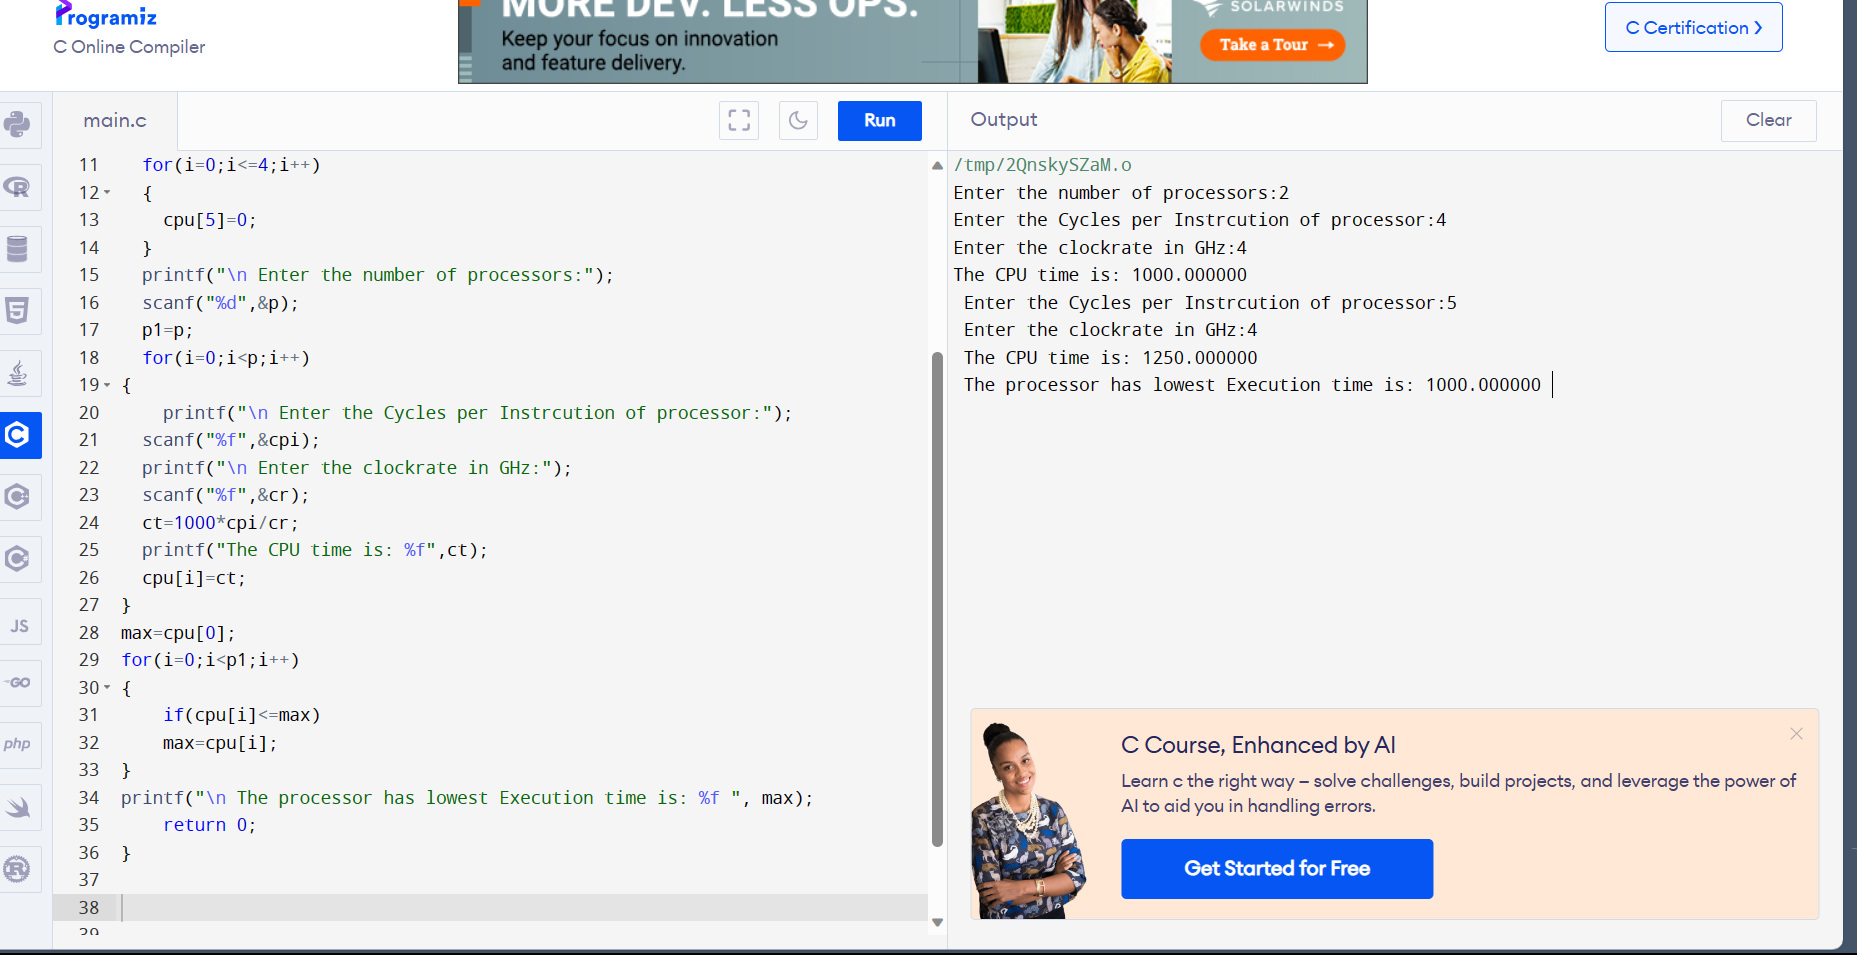 Programiz
C Online Compiler
MORE DEV. LESS OPS.
Keep your focus on innovation
and feature delivery.
SOLARWINDS
Take a Tour →
C Certification ›
main.c
Run
Output
Clear
11 for(i=0;i<=4;i++)
12 {
13 cpu[5]=0;
14 }
15 printf("\n Enter the number of processors:");
16 scanf("%d",&p);
17 p1=p;
18 for(i=0;i<p;i++)
19 {
20 printf("\n Enter the Cycles per Instrcution of processor:");
21 scanf("%f",&cpi);
22 printf("\n Enter the clockrate in GHz:");
23 scanf("%f",&cr);
24 ct=1000*cpi/cr;
25 printf("The CPU time is: %f",ct);
26 cpu[i]=ct;
27 }
28 max=cpu[0];
29 for(i=0;i<p1;i++)
30 {
31 if(cpu[i]<=max)
32 max=cpu[i];
33 }
34 printf("\n The processor has lowest Execution time is: %f ", max);
35 return 0;
36 }
37
38
39
/tmp/2QnskySZaM.o
Enter the number of processors:2
Enter the Cycles per Instrcution of processor:4
Enter the clockrate in GHz:4
The CPU time is: 1000.000000
Enter the Cycles per Instrcution of processor:5
Enter the clockrate in GHz:4
The CPU time is: 1250.000000
The processor has lowest Execution time is: 1000.000000
JS
GO
php
C Course, Enhanced by AI
Learn c the right way – solve challenges, build projects, and leverage the power of
AI to aid you in handling errors.
Get Started for Free